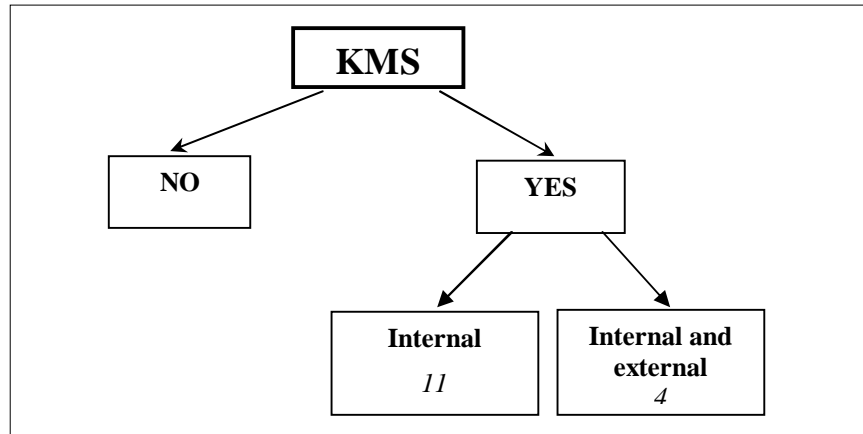 KMS
NO
YES
Internal
11
Internal and
external
4